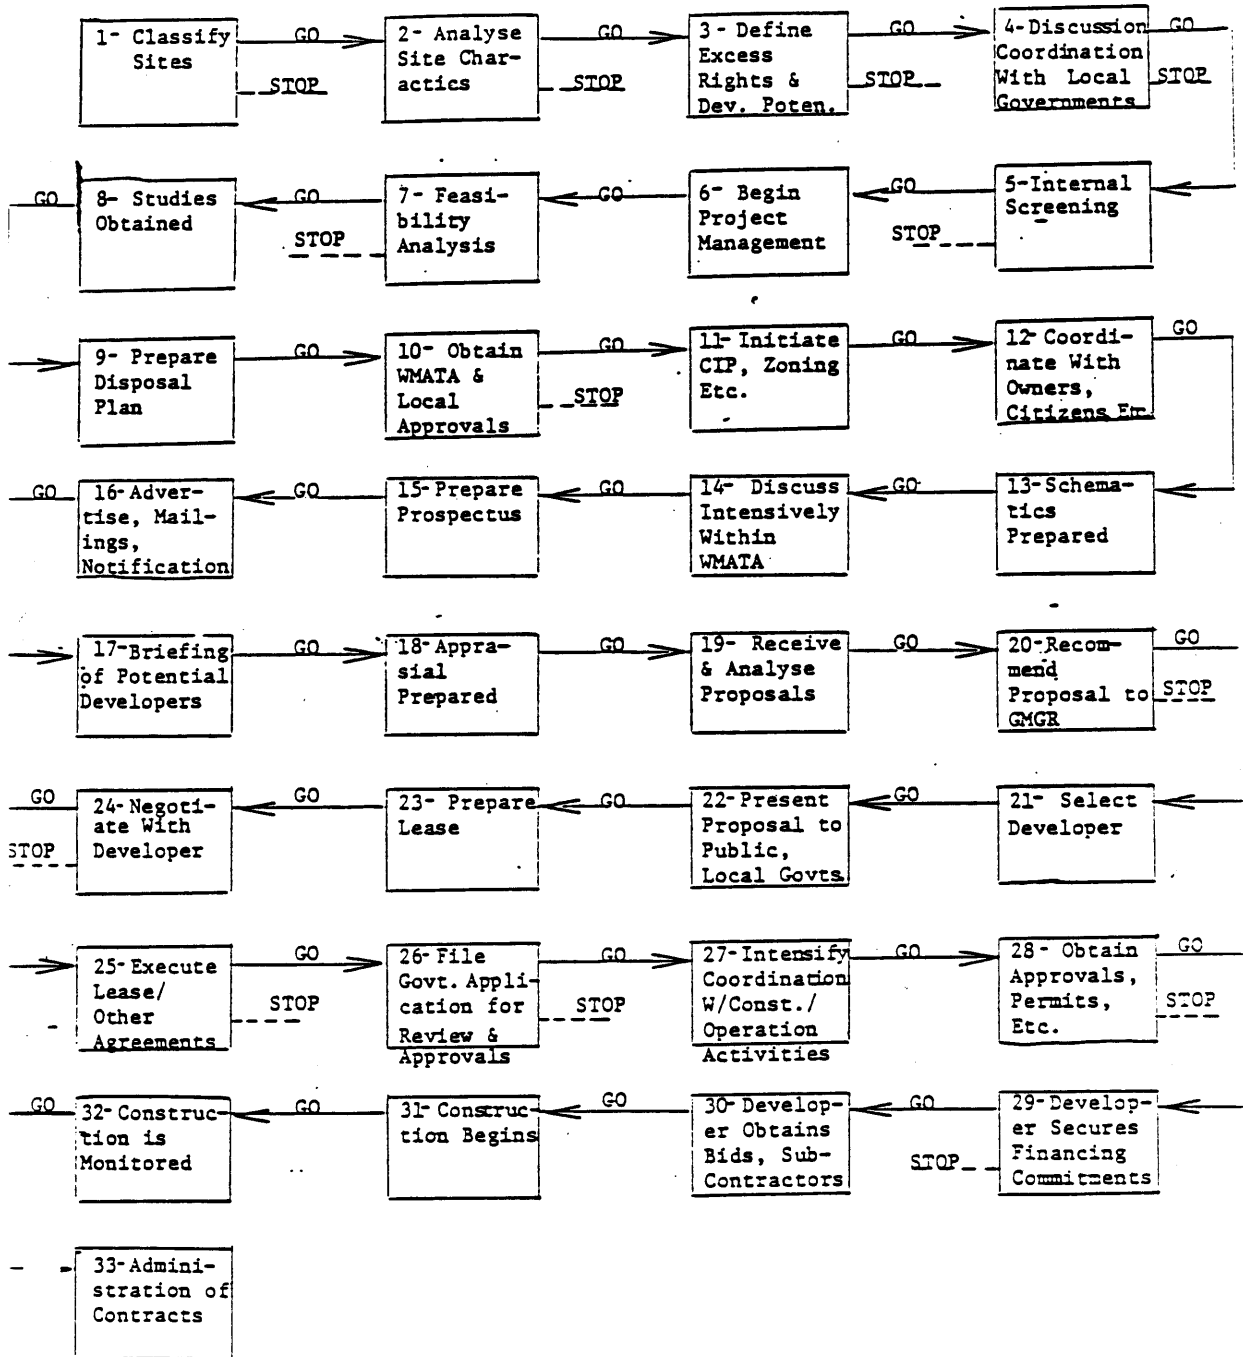 1- Classify
Sites
GO
STOP
2- Analyse
Site Char-
actics
GO
STOP
3- Define
Excess
Rights &
Dev. Poten.
GO
STOP
4-Discussion
Coordination
With Local
Governments
GO
STOP
5-Internal
Screening
GO
STOP
6- Begin
Project
Management
GO
7- Feasi-
bility
Analysis
GO
STOP
8- Studies
Obtained
GO
9- Prepare
Disposal
Plan
GO
10- Obtain
WMATA &
Local
Approvals
GO
STOP
11- Initiate
CIP, Zoning
Etc.
GO
12- Coordi-
nate With
Owners,
Citizens Etc.
GO
13-Schema-
tics
Prepared
GO
14- Discuss
Intensively
Within
WMATA
GO
15-Prepare
Prospectus
GO
16-Adver-
tise, Mail-
ings,
Notification
GO
17-Briefing
of Potential
Developers
GO
18-Appra-
sial
Prepared
GO
19- Receive
& Analyse
Proposals
GO
20-Recom-
mend
Proposal to
GMGR
GO
STOP
21- Select
Developer
GO
22-Present
Proposal to
Public,
Local Govts.
GO
23- Prepare
Lease
GO
24-Negoti-
ate With
Developer
GO
STOP
25-Execute
Lease/
Other
Agreements
GO
STOP
26-File
Govt. Appli-
cation for
Review &
Approvals
GO
STOP
27-Intensify
Coordination
W/Const./
Operation
Activities
GO
28- Obtain
Approvals,
Permits,
Etc.
GO
STOP
29-Develop-
er Secures
Financing
Commitments
GO
STOP
30-Develop-
er Obtains
Bids, Sub-
Contractors
GO
31-Construc-
tion Begins
GO
32-Construc-
tion is
Monitored
GO
33-Admini-
stration of
Contracts